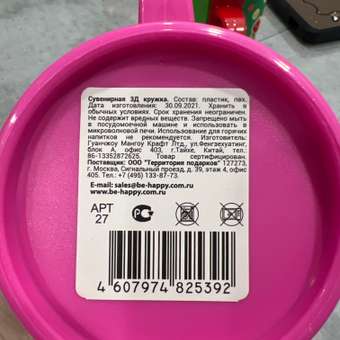 Сувенирная 3Д кружка. Состав: пластик, пвх.
Дата изготовления: 30.09.2021. Хранить в
обычных условиях. Срок хранения неограничен.
Не содержит вредных веществ. Запрещено мыть
в посудомоечной машине и использовать в
микроволновой печи. Использование для горячих
напитков не рекомендуется. Изготовитель:
Гуанчжоу Мангоу Крафт Лтд., ул.Фенгзехуатинг,
блок А, офис 403, г.Тайхе, Китай, тел.
86-13352872625. Товар сертифицирован.
Поставщик: ООО "Территория подарков" 127273,
г. Москва, Сигнальный проезд, д. 39, этаж 4, офис
405. Тел.: +7 (495) 133-87-73.
E-mail: sales@be-happy.com.ru
be-happy.com.ru
АРТ
27
4 607974 825392